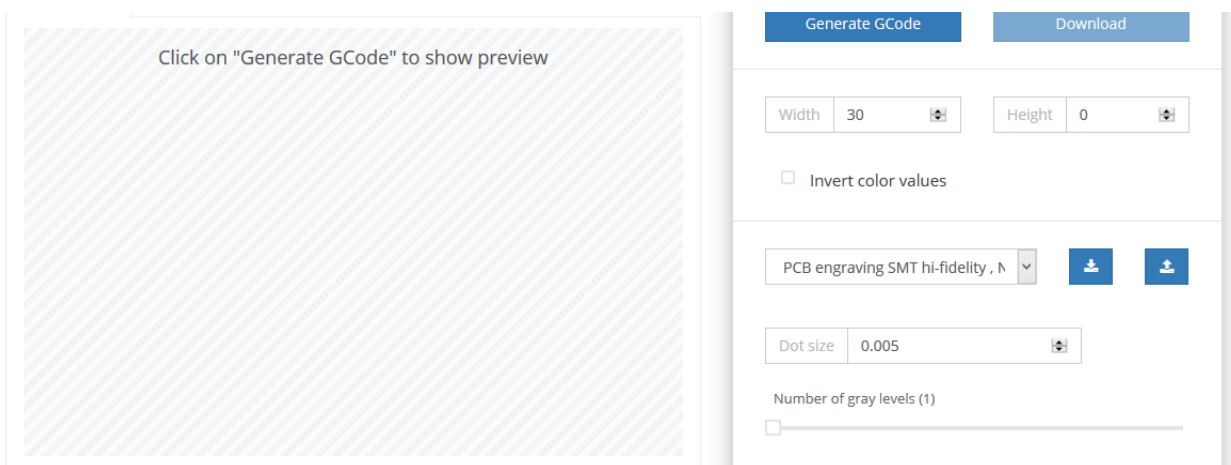 Click on "Generate GCode" to show preview
Generate GCode
Download
Width 30
Height 0
Invert color values
PCB engraving SMT hi-fidelity , N
Dot size 0.005
Number of gray levels (1)